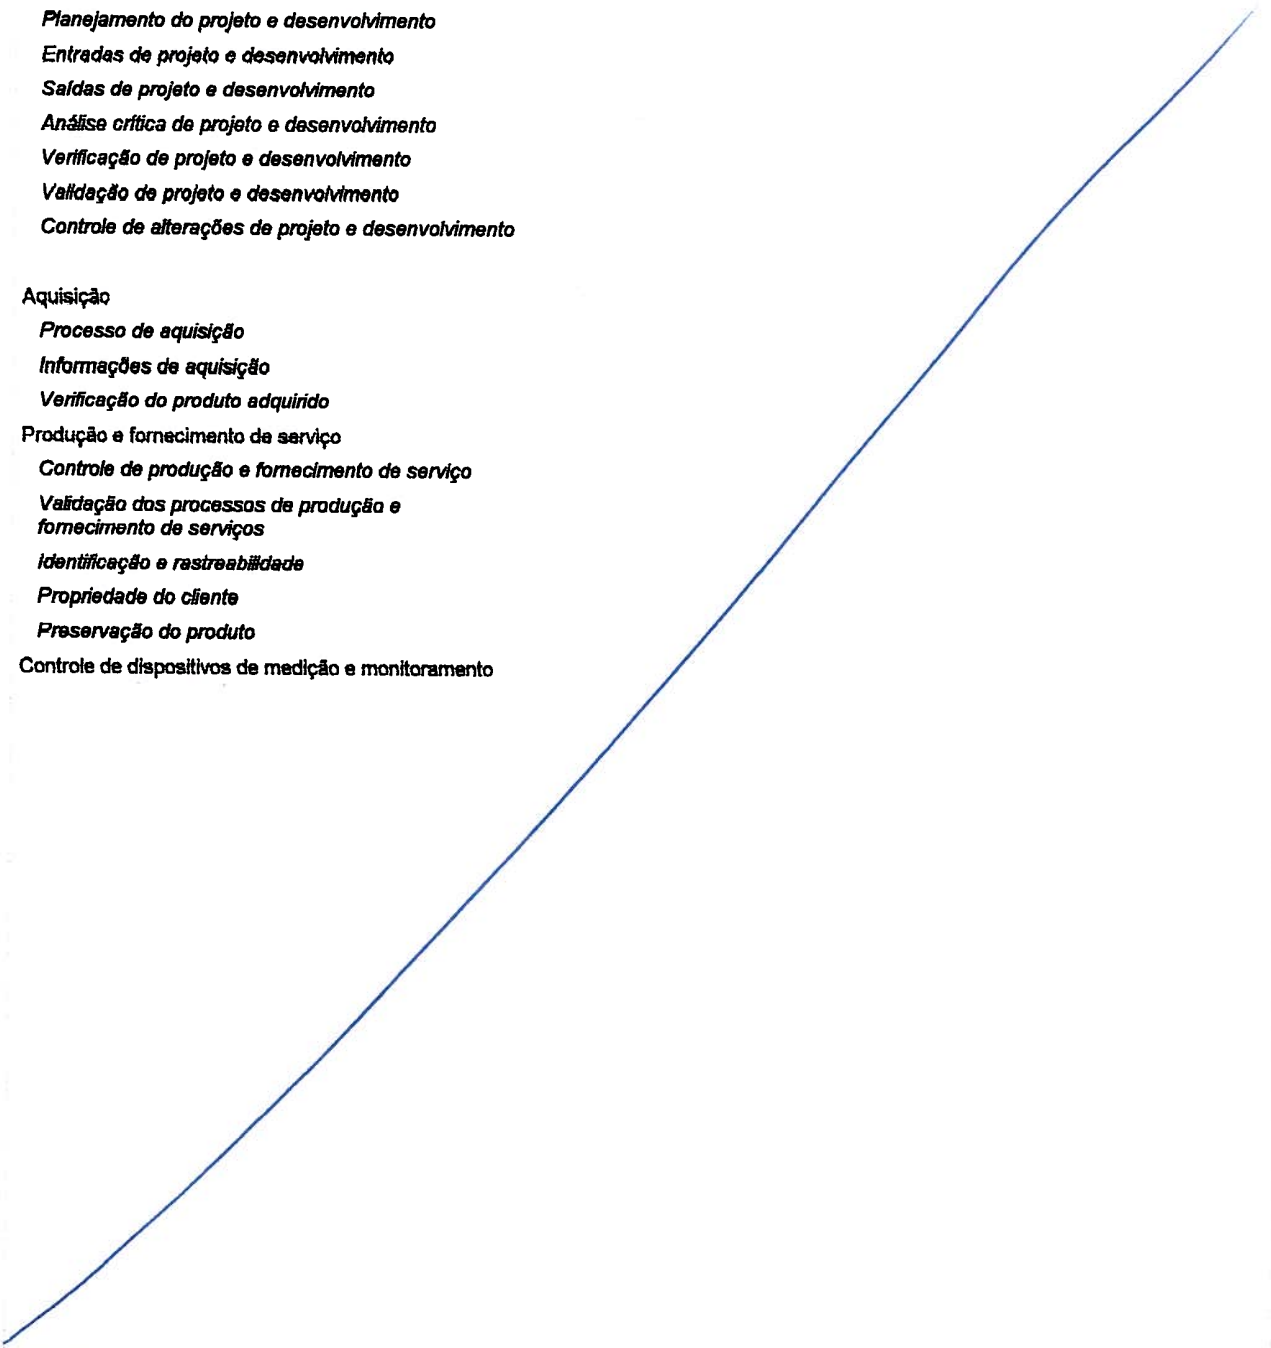 Planejamento do projeto e desenvolvimento
Entradas de projeto e desenvolvimento
Saídas de projeto e desenvolvimento
Análise crítica de projeto e desenvolvimento
Verificação de projeto e desenvolvimento
Validação de projeto e desenvolvimento
Controle de alterações de projeto e desenvolvimento
Aquisição
Processo de aquisição
Informações de aquisição
Verificação do produto adquirido
Produção e fornecimento de serviço
Controle de produção e fornecimento de serviço
Validação dos processos de produção e
fornecimento de serviços
Identificação e rastreabilidade
Propriedade do cliente
Preservação do produto
Controle de dispositivos de medição e monitoramento